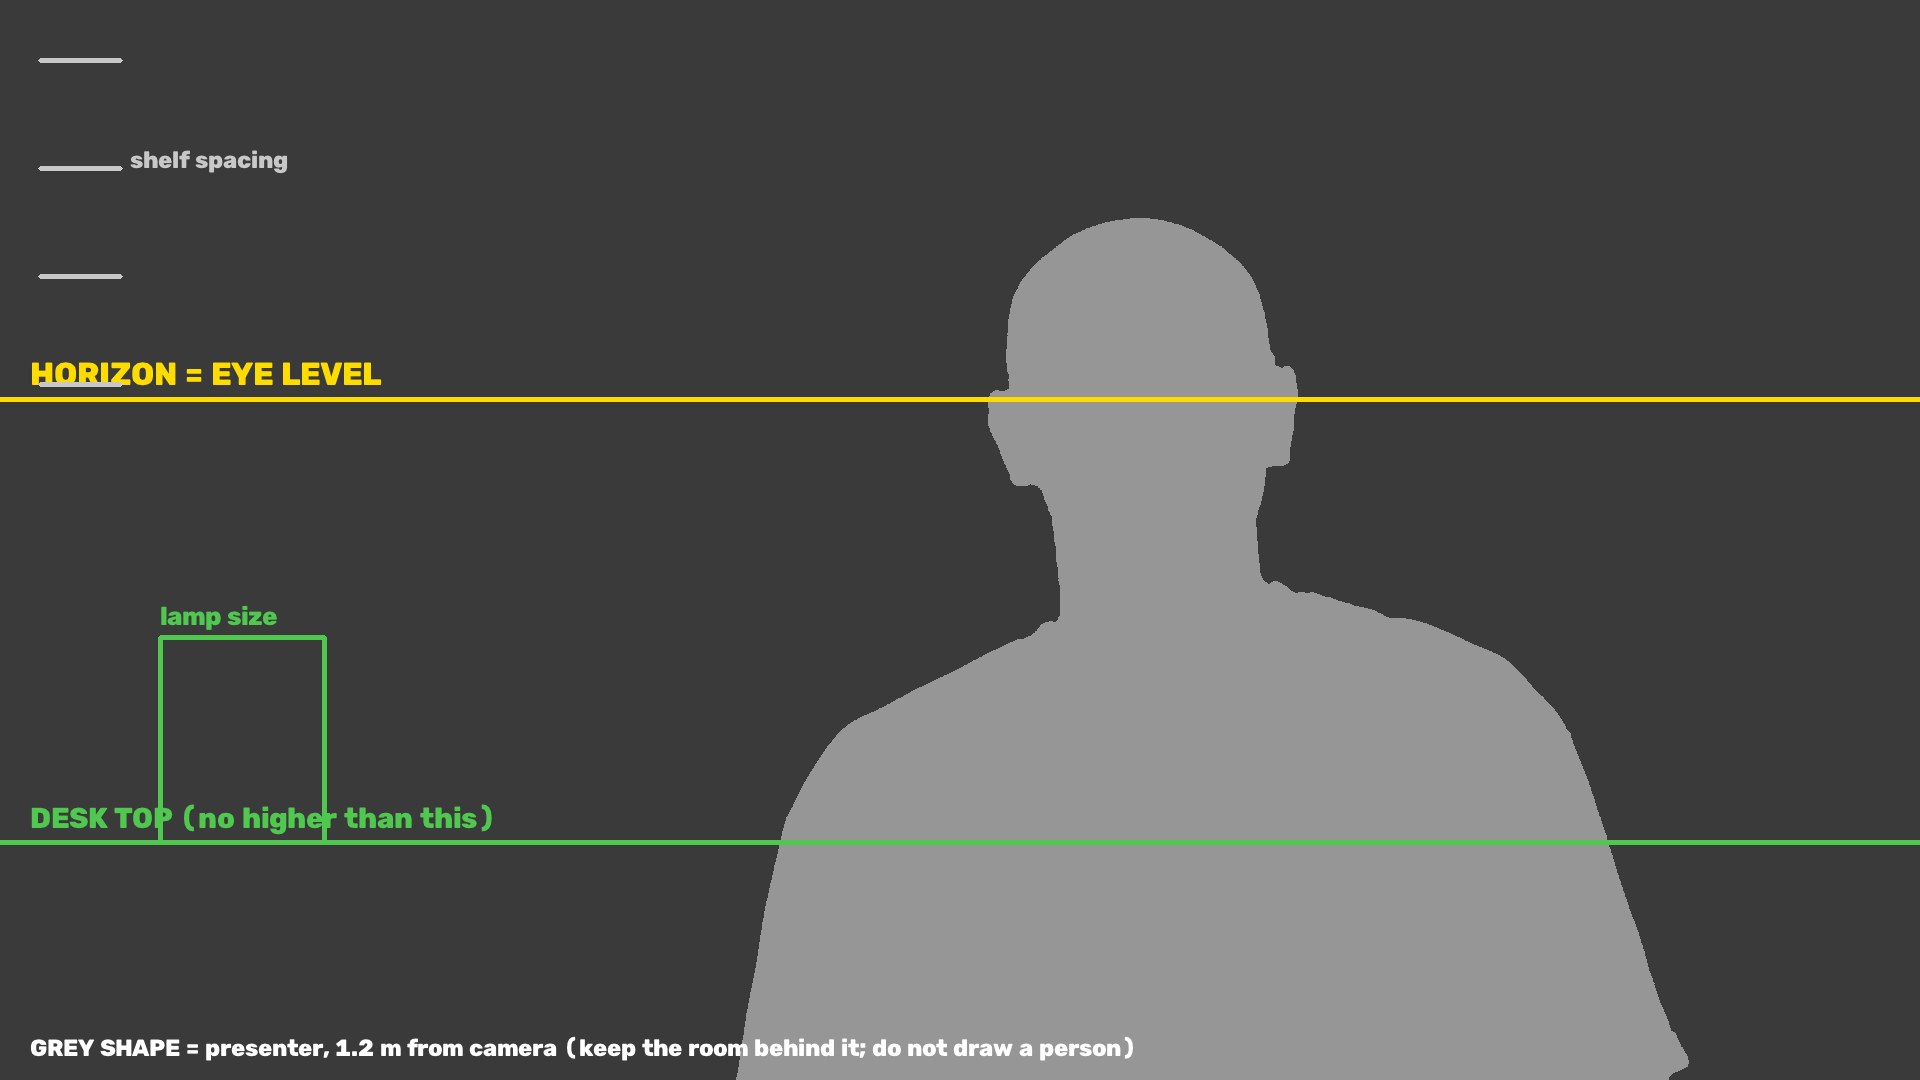 shelf spacing
HORIZON = EYE LEVEL
lamp size
DESK TOP (no higher than this)
GREY SHAPE = presenter, 1.2 m from camera (keep the room behind it; do not draw a person)